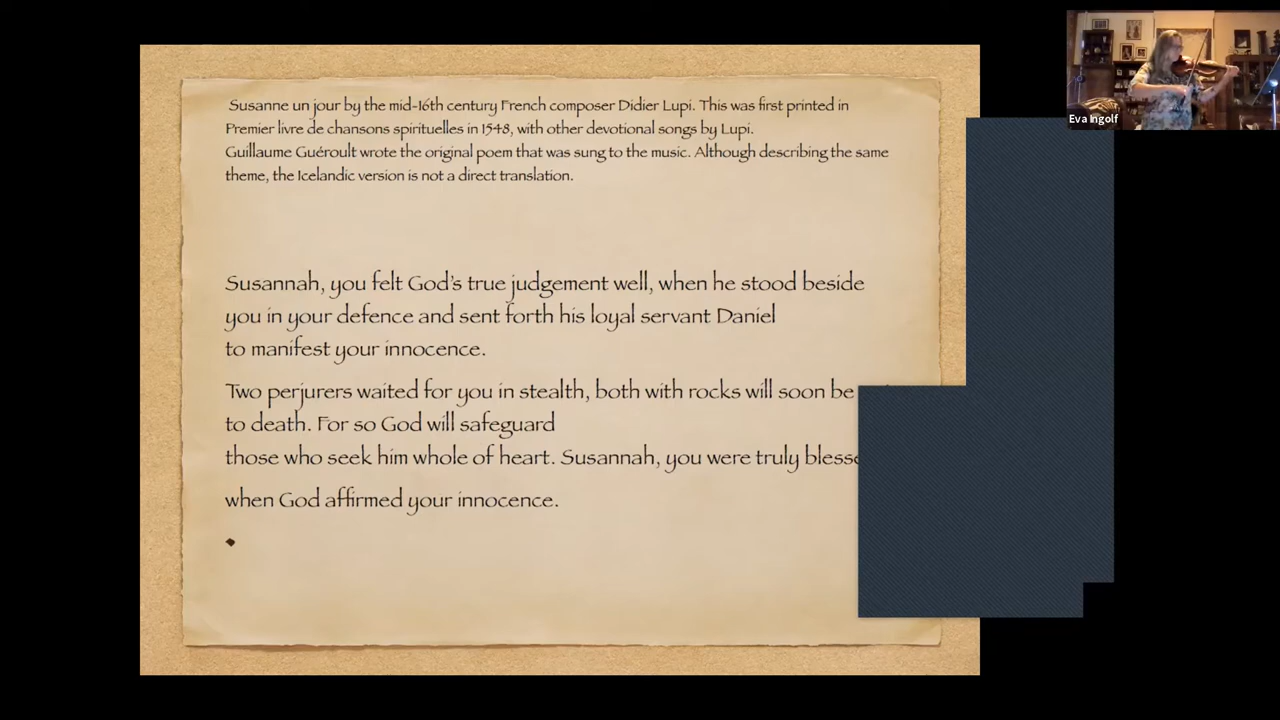 Susanne un jour by the mid-16th century French composer Didier Lupi. This was first printed in
Premier livre de chansons spirituelles in 1548, with other devotional songs by Lupi.
Guillaume Guéroult wrote the original poem that was sung to the music. Although describing the same
theme, the Icelandic version is not a direct translation.
Susannah, you felt God's true judgement well, when he stood beside
you in your defence and sent forth his loyal servant Daniel
to manifest your innocence.
Two perjurers waited for you in stealth, both with rocks will soon be
to death. For so God will safeguard
those who seek him whole of heart. Susannah, you were truly
when God affirmed your innocence.
Eva Ingolf